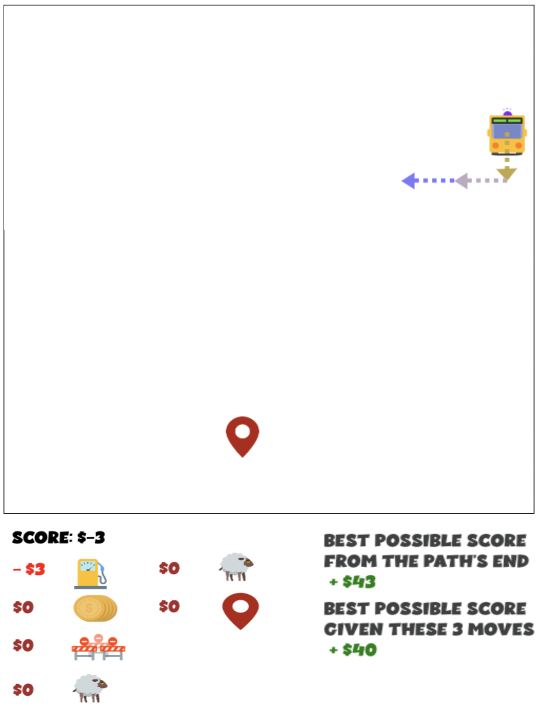 SCORE: $-3
- $3
$0
$0
$0
$0
$0
BEST POSSIBLE SCORE
FROM THE PATH'S END
+ $43
BEST POSSIBLE SCORE
GIVEN THESE 3 MOVES
+ $40